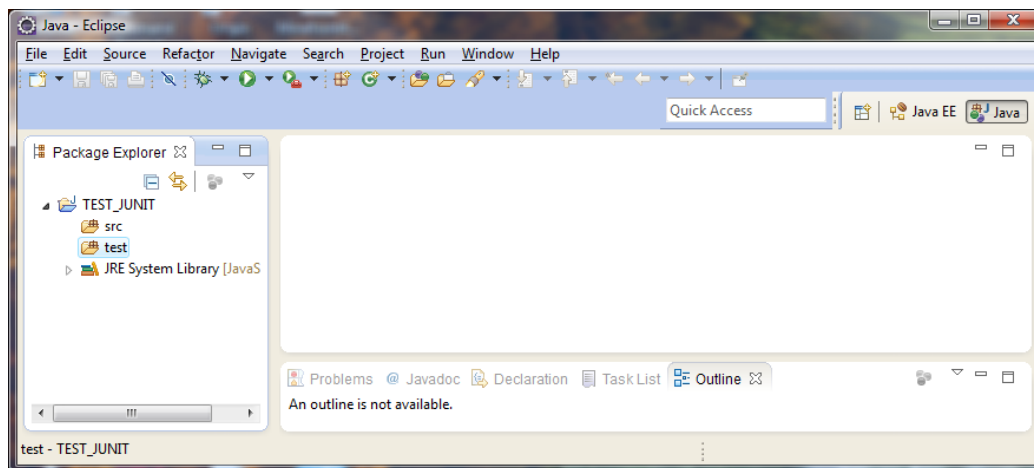 Java - Eclipse
File Edit Source Refactor Navigate Search Project Run Window Help
Quick Access Java EE Java
Package Explorer
TEST_JUNIT
src
test
JRE System Library [JavaS
Problems @ Javadoc Declaration Task List Outline
An outline is not available.
test - TEST_JUNIT